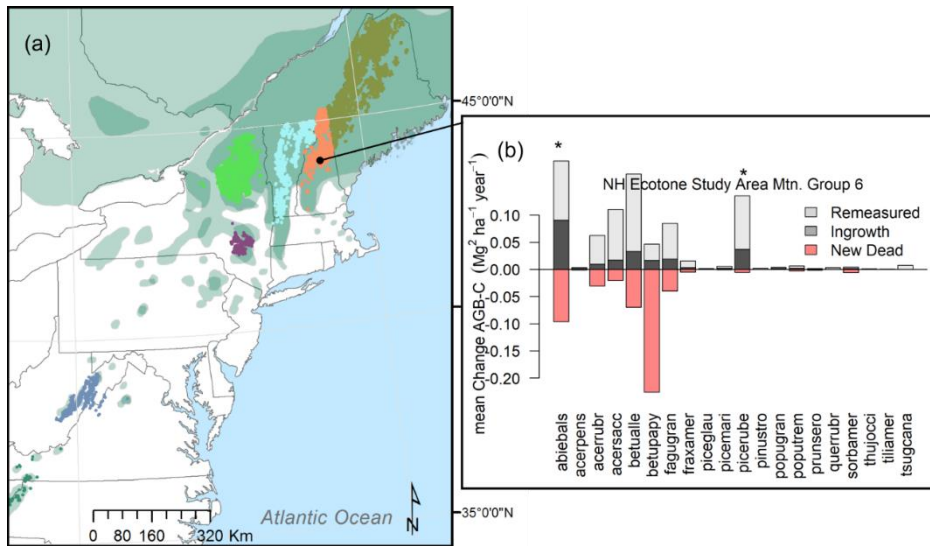 (a)
45°0'0"N
35°0'0"N
Atlantic Ocean
N
0 80 160 320 Km
(b)
*
*
NH Ecotone Study Area Mtn. Group 6
Remeasured
Ingrowth
New Dead
mean Change AGB-C (Mg² ha⁻¹ year⁻¹)
0.10
0.05
0.00
-0.05
-0.10
-0.20
abiebals
acerpens
acerrubr
acersacc
betualle
betupapy
fagugran
fraxamer
piceglau
picemari
picerube
pinustro
popugran
poputrem
prunsero
querrubr
sorbamer
thujocci
tiliamer
tsugcana